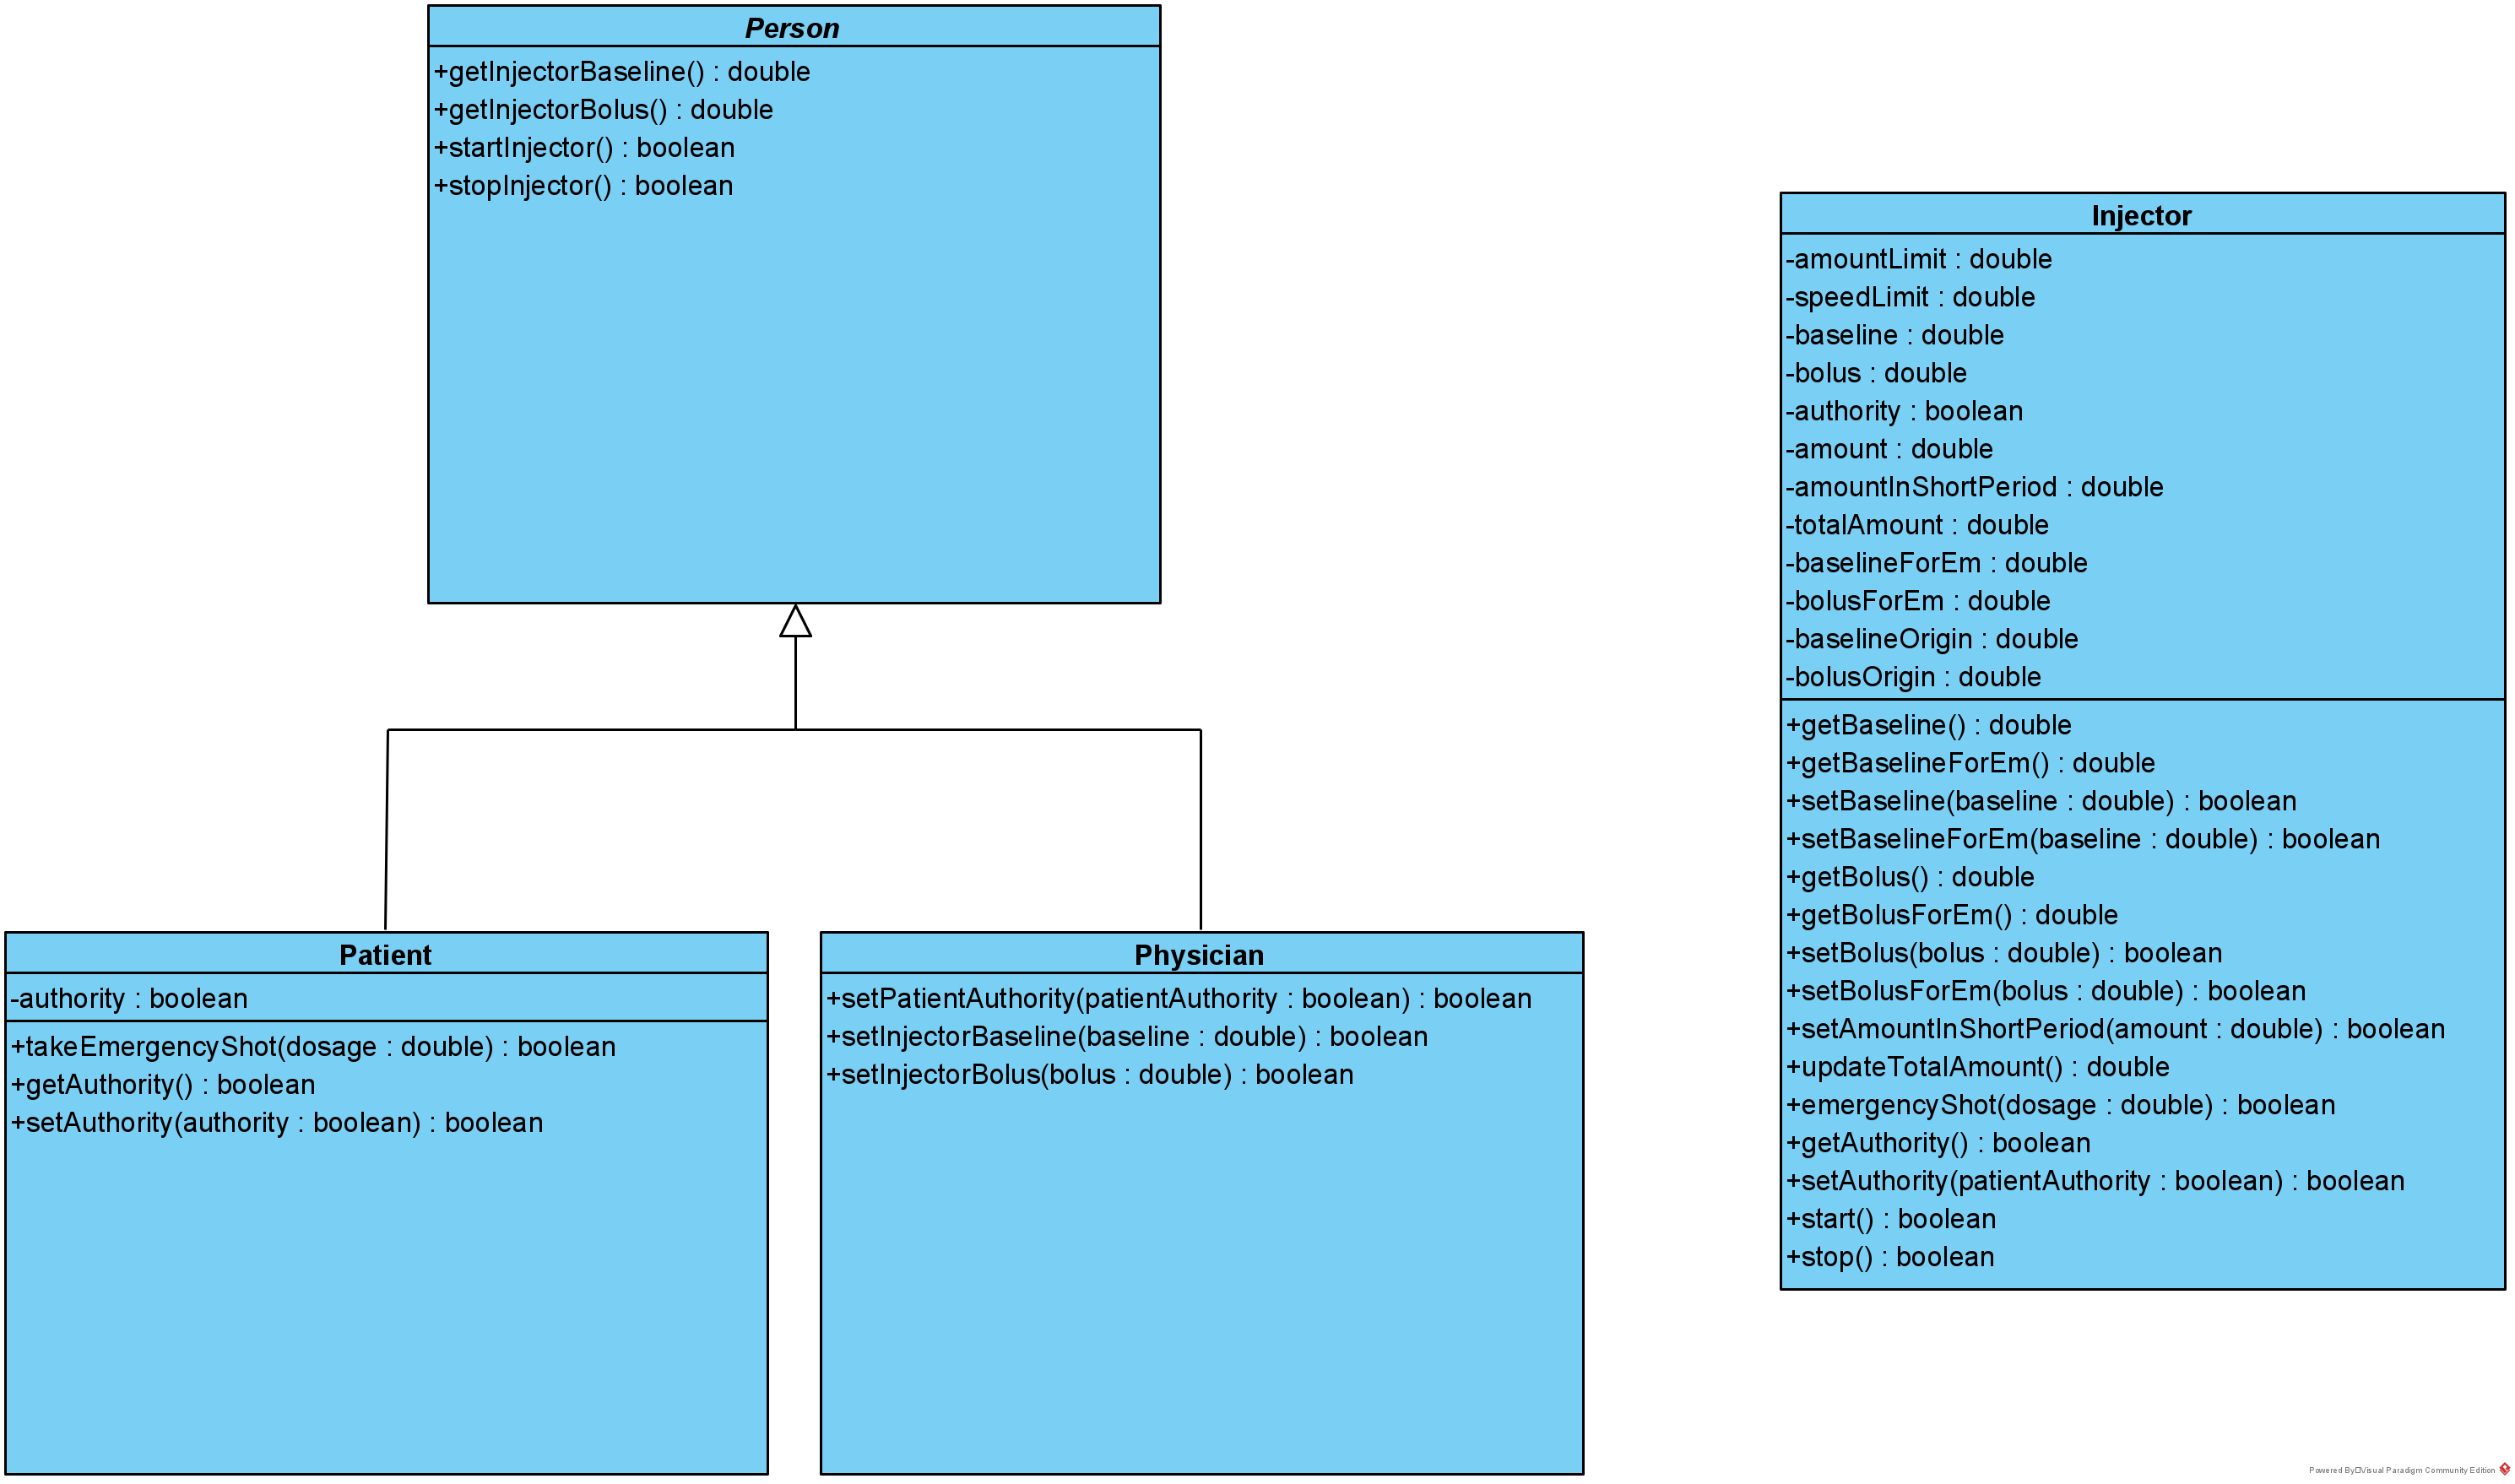 Person
+getInjectorBaseline() : double
+getInjectorBolus() : double
+startInjector() : boolean
+stopInjector() : boolean
Injector
-amountLimit : double
-speedLimit : double
-baseline : double
-bolus : double
-authority : boolean
-amount : double
-amountInShortPeriod : double
-totalAmount : double
-baselineForEm : double
-bolusForEm : double
-baselineOrigin : double
-bolusOrigin : double
+getBaseline() : double
+getBaselineForEm() : double
+setBaseline(baseline : double) : boolean
+setBaselineForEm(baseline : double) : boolean
+getBolus() : double
+getBolusForEm() : double
+setBolus(bolus : double) : boolean
+setBolusForEm(bolus : double) : boolean
+setAmountInShortPeriod(amount : double) : boolean
+updateTotalAmount() : double
+emergencyShot(dosage : double) : boolean
+getAuthority() : boolean
+setAuthority(patientAuthority : boolean) : boolean
+start() : boolean
+stop() : boolean
Patient
-authority : boolean
+takeEmergencyShot(dosage : double) : boolean
+getAuthority() : boolean
+setAuthority(authority : boolean) : boolean
Physician
+setPatientAuthority(patientAuthority : boolean) : boolean
+setInjectorBaseline(baseline : double) : boolean
+setInjectorBolus(bolus : double) : boolean
Powered By□Visual Paradigm Community Edition